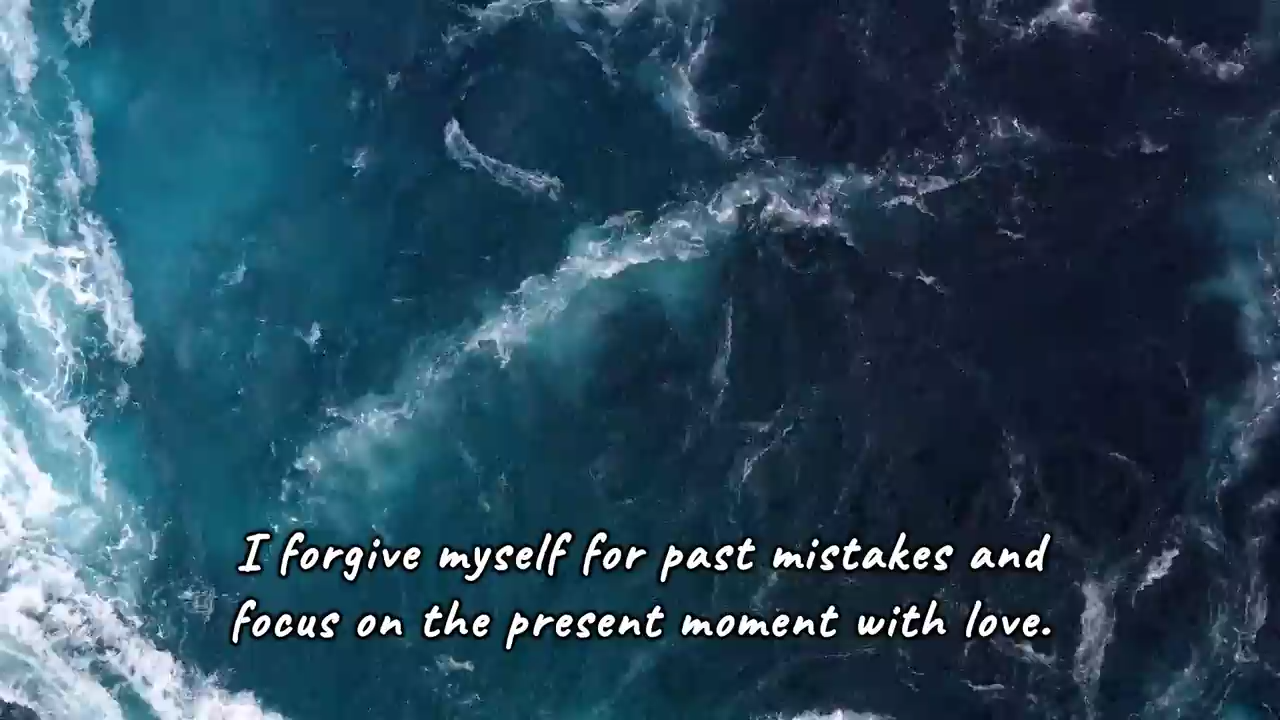 I forgive myself for past mistakes and
focus on the present moment with love.